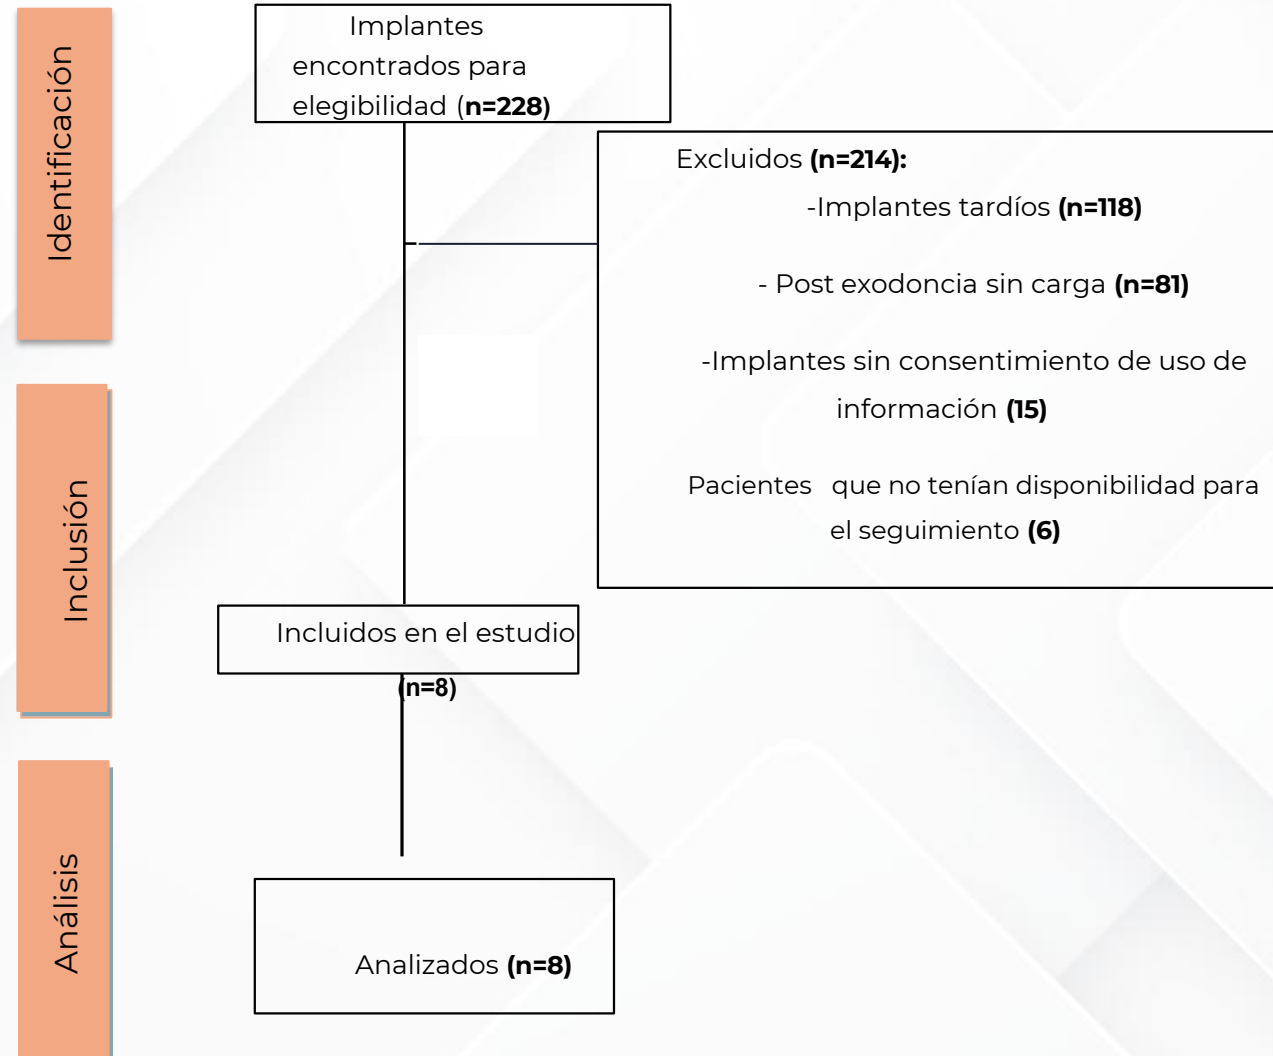 Identificación
Implantes
encontrados para
elegibilidad (n=228)
Excluidos (n=214):
-Implantes tardíos (n=118)
- Post exodoncia sin carga (n=81)
-Implantes sin consentimiento de uso de
información (15)
Pacientes que no tenían disponibilidad para
el seguimiento (6)
Inclusión
Incluidos en el estudio
(n=8)
Análisis
Analizados (n=8)